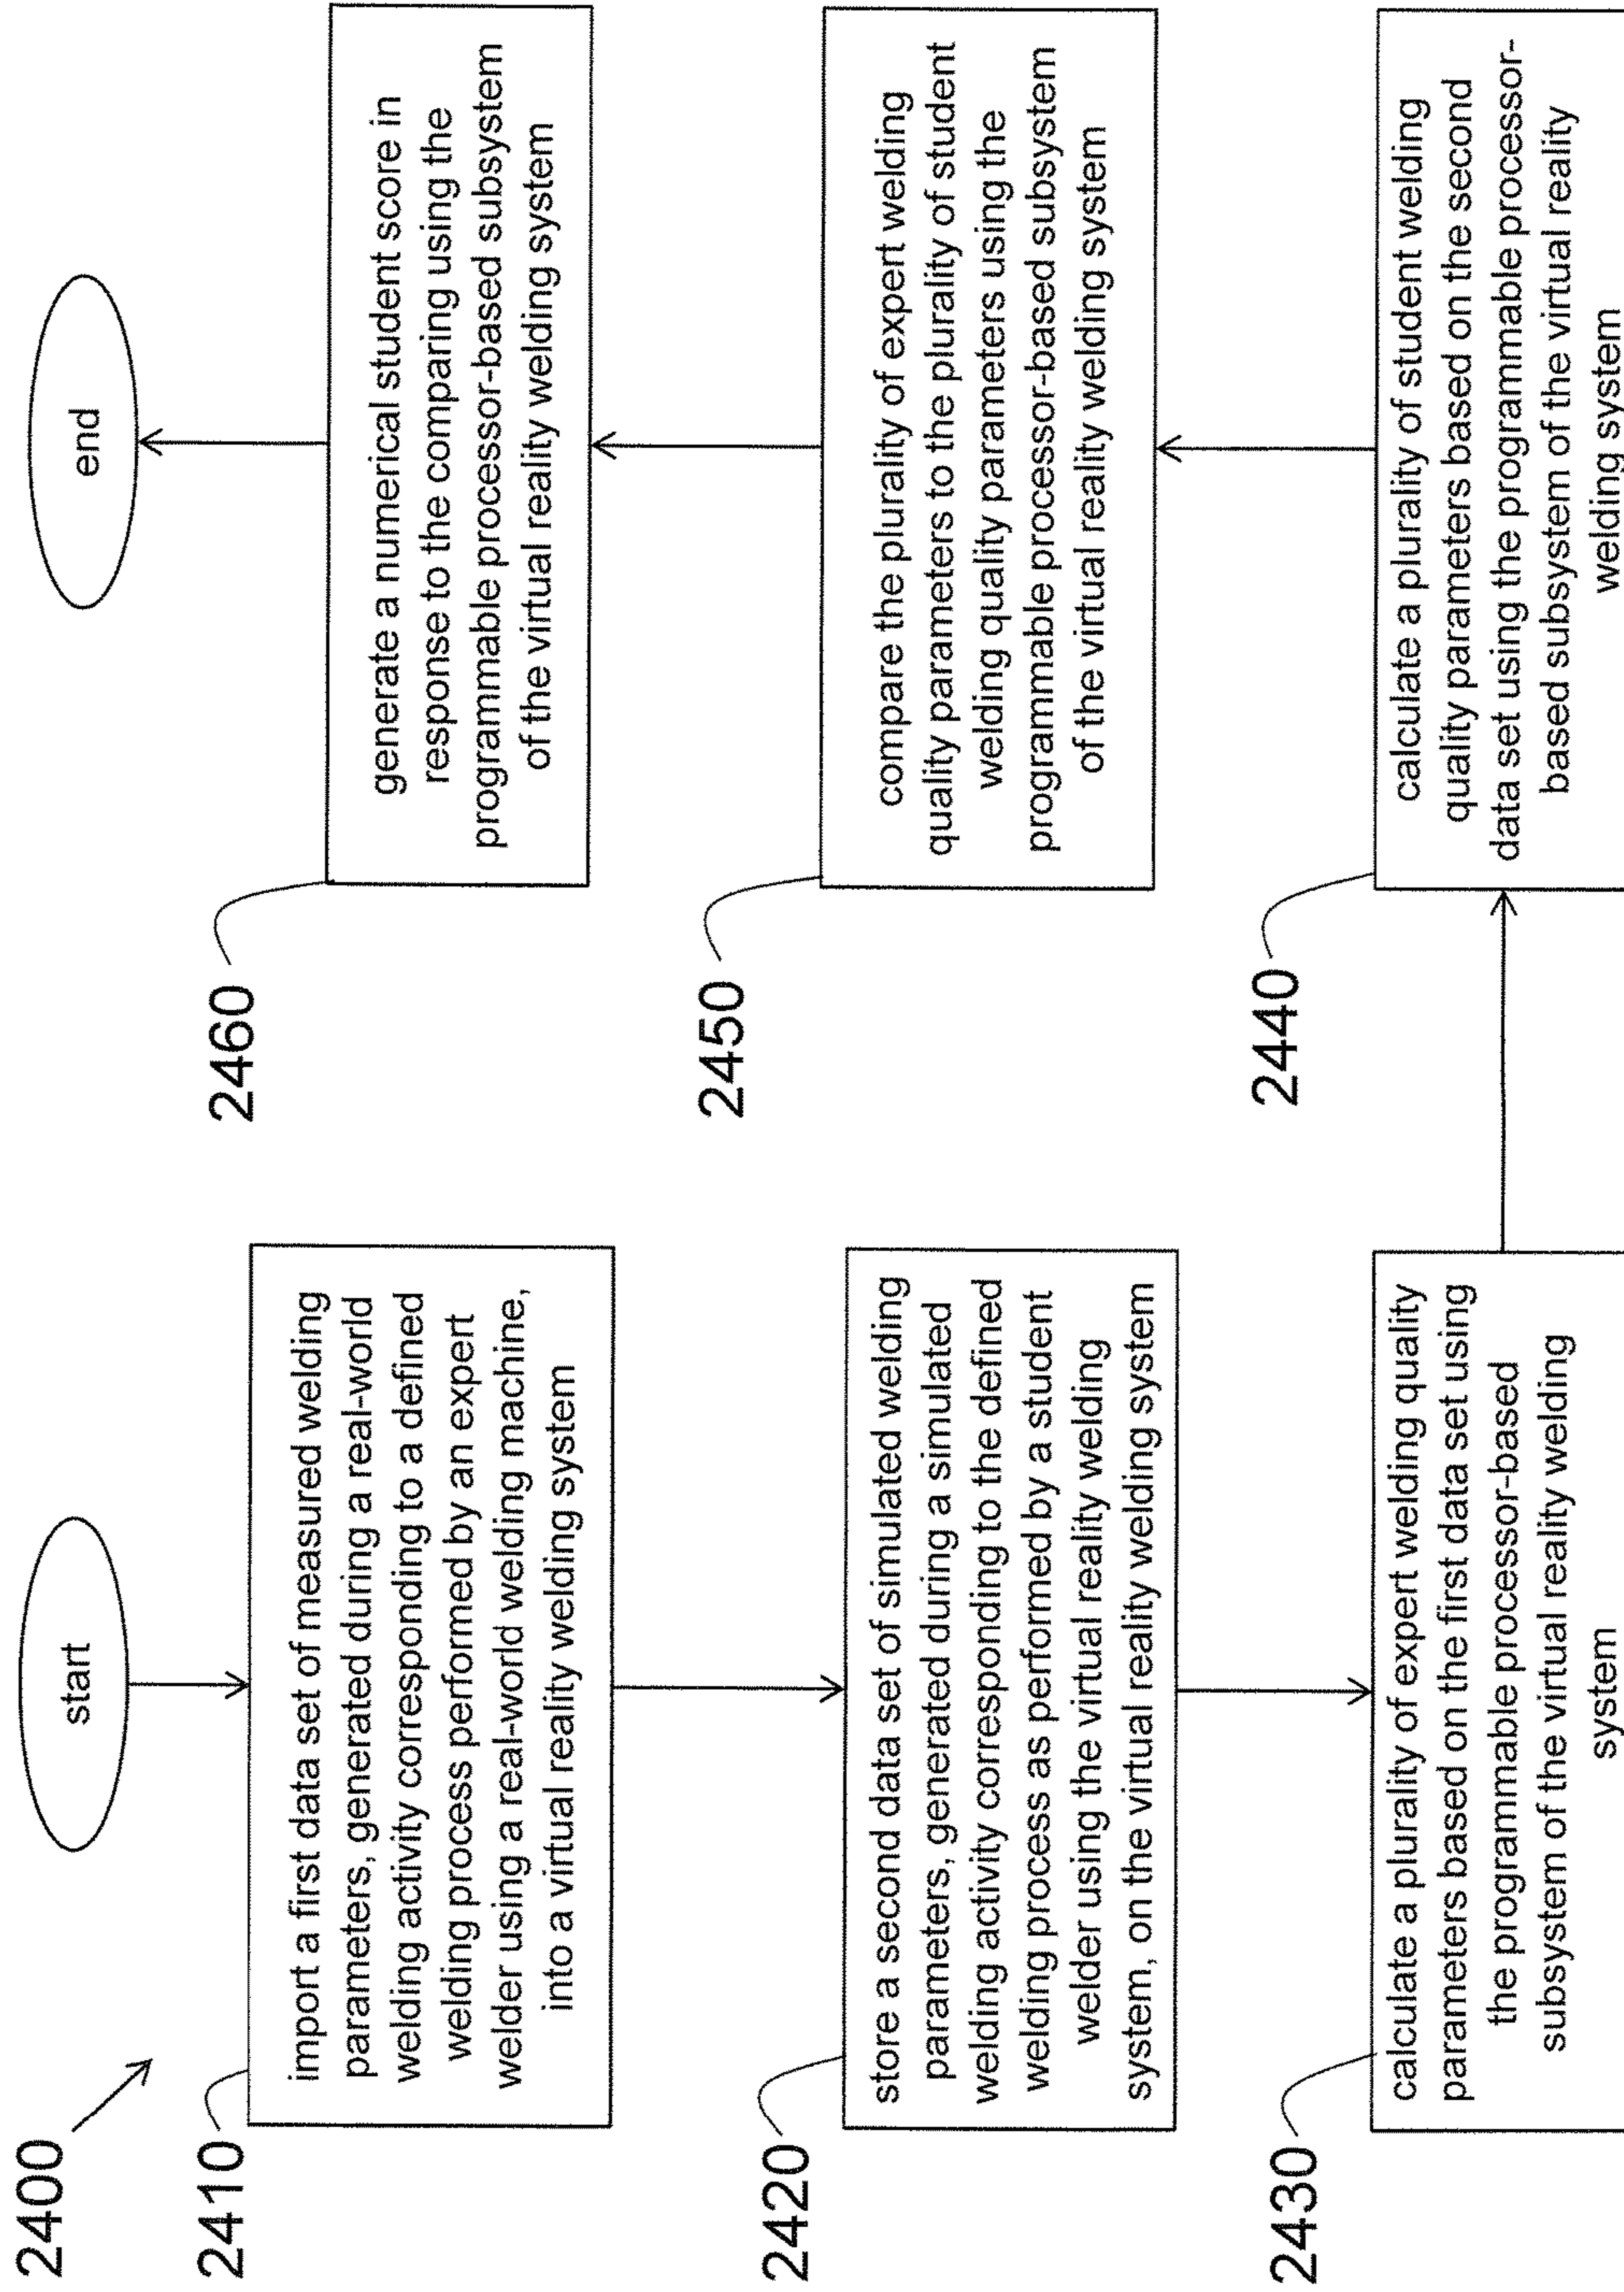 2400
start
2410
import a first data set of measured welding
parameters, generated during a real-world
welding activity corresponding to a defined
welding process performed by an expert
welder using a real-world welding machine,
into a virtual reality welding system
2420
store a second data set of simulated welding
parameters, generated during a simulated
welding activity corresponding to the defined
welding process as performed by a student
welder using the virtual reality welding
system, on the virtual reality welding system
2430
calculate a plurality of expert welding quality
parameters based on the first data set using
the programmable processor-based
subsystem of the virtual reality welding
system
2440
calculate a plurality of student welding
quality parameters based on the second
data set using the programmable processor-
based subsystem of the virtual reality
welding system
2450
compare the plurality of expert welding
quality parameters to the plurality of student
welding quality parameters using the
programmable processor-based subsystem
of the virtual reality welding system
2460
generate a numerical student score in
response to the comparing using the
programmable processor-based subsystem
of the virtual reality welding system
end